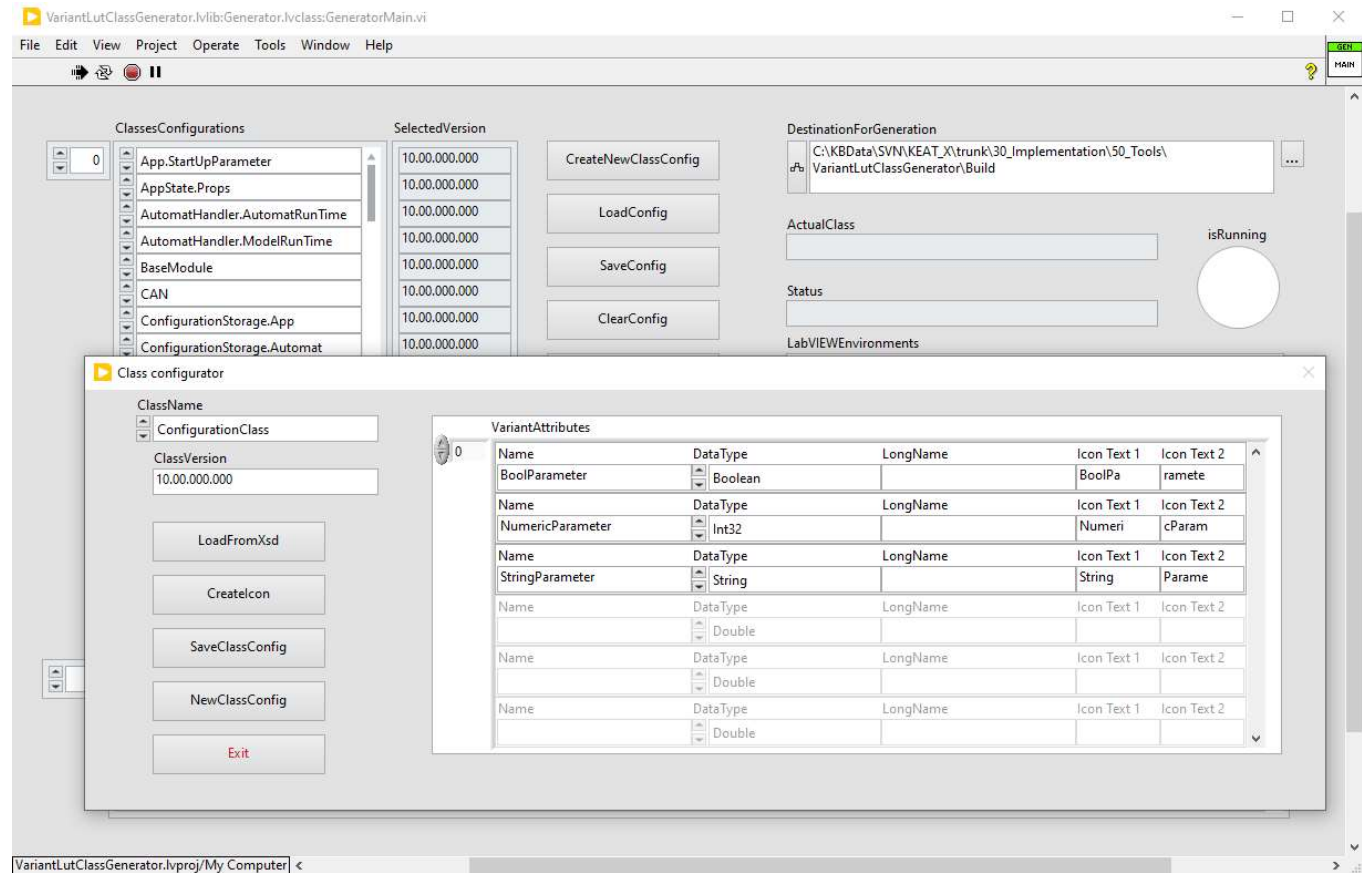 VariantLutClassGenerator.lvlib:Generator.lvclass:GeneratorMain.vi
File Edit View Project Operate Tools Window Help
? GEN
MAIN
ClassesConfigurations SelectedVersion DestinationForGeneration
0 App.StartUpParameter 10.00.000.000 CreateNewClassConfig C:\KBData\SVN\KEAT_X\trunk\30_Implementation\50_Tools\ ...
VariantLutClassGenerator\Build
AppState.Props 10.00.000.000
AutomatHandler.AutomatRunTime 10.00.000.000 LoadConfig
ActualClass
AutomatHandler.ModelRunTime 10.00.000.000 isRunning
BaseModule 10.00.000.000 SaveConfig
CAN 10.00.000.000 Status
ConfigurationStorage.App 10.00.000.000 ClearConfig
ConfigurationStorage.Automat 10.00.000.000 LabVIEWEnvironments
Class configurator
ClassName
ConfigurationClass
ClassVersion
10.00.000.000
LoadFromXsd
CreateIcon
SaveClassConfig
NewClassConfig
Exit
VariantAttributes
0 Name DataType LongName Icon Text 1 Icon Text 2
BoolParameter Boolean BoolPa ramete
Name DataType LongName Icon Text 1 Icon Text 2
NumericParameter Int32 Numeri cParam
Name DataType LongName Icon Text 1 Icon Text 2
StringParameter String String Parame
Name DataType LongName Icon Text 1 Icon Text 2
Double
Name DataType LongName Icon Text 1 Icon Text 2
Double
Name DataType LongName Icon Text 1 Icon Text 2
Double
VariantLutClassGenerator.lvproj/My Computer